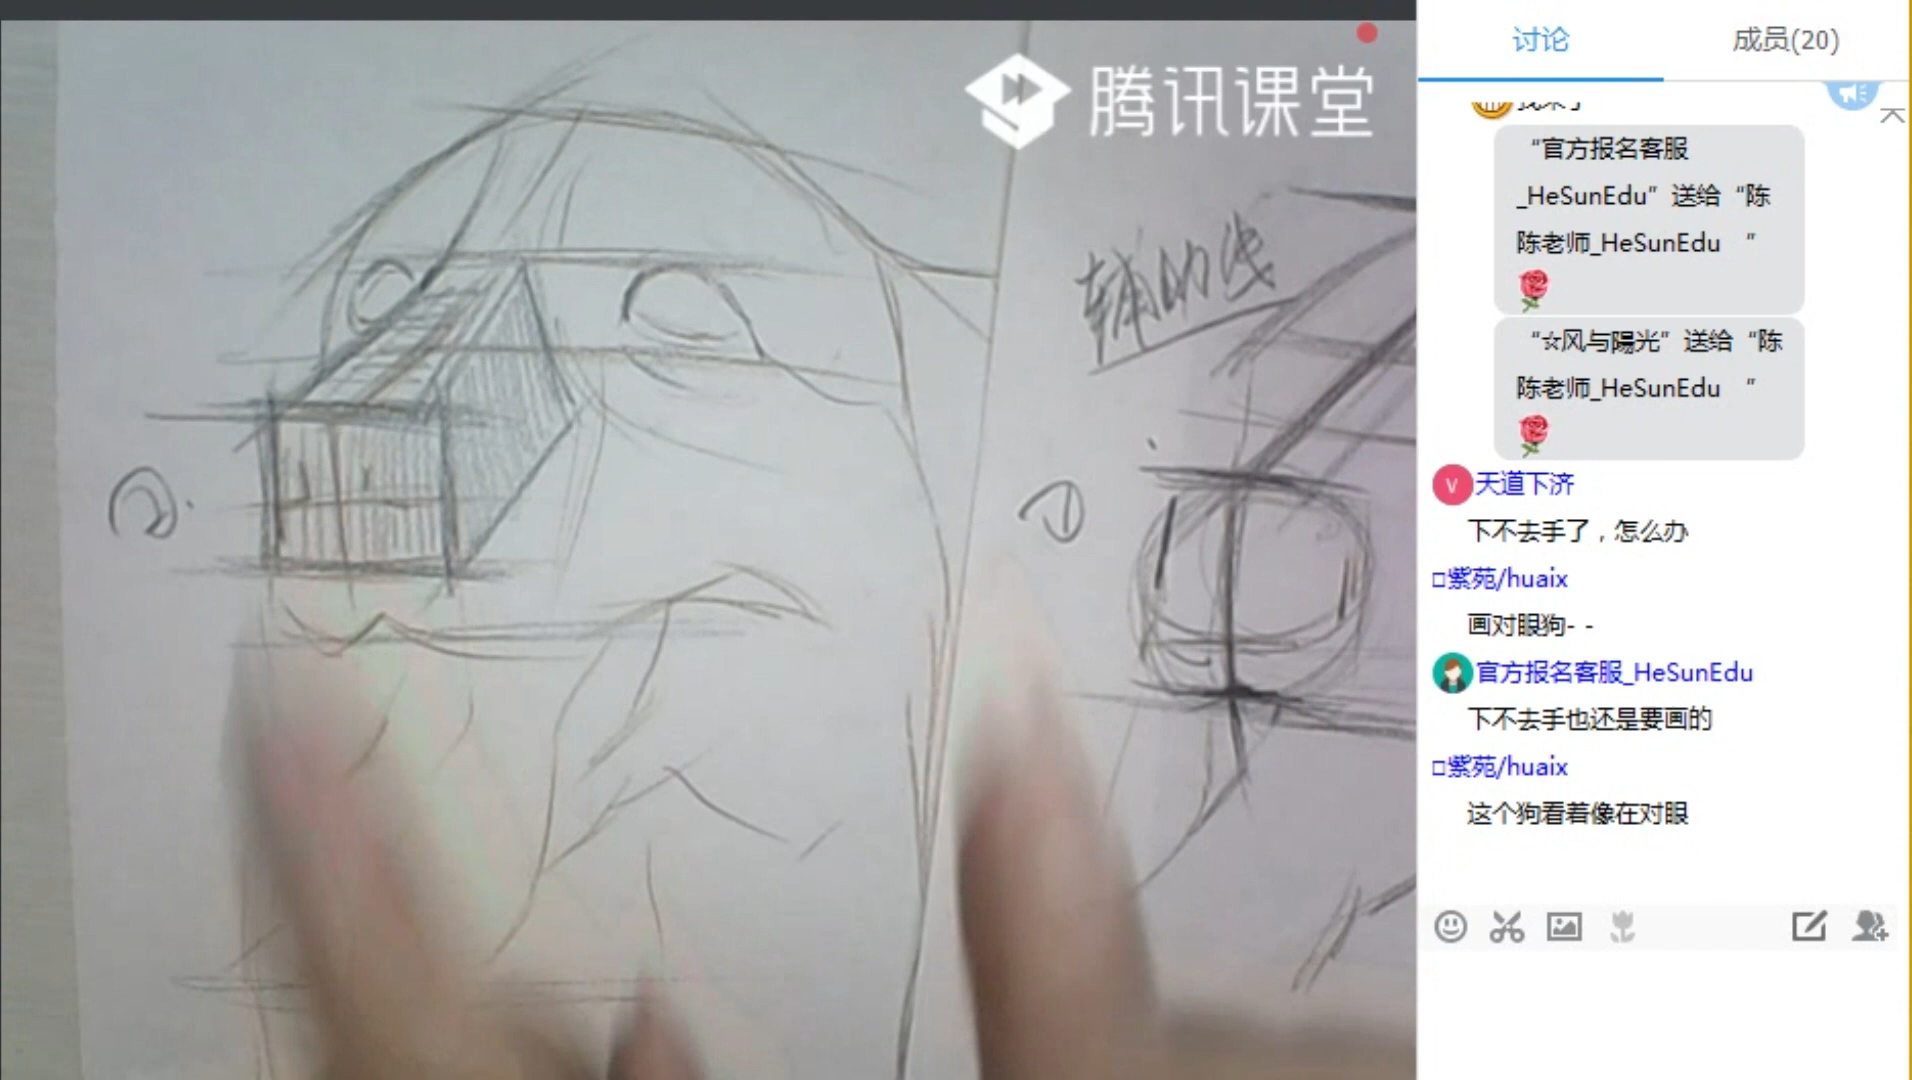 腾讯课堂
辅助线
②.
①
讨论
成员(20)
“官方报名客服
_HeSunEdu”送给“陈
陈老师_HeSunEdu ”
“☆风与陽光”送给“陈
陈老师_HeSunEdu ”
V
天道下济
下不去手了，怎么办
□紫苑/huaix
画对眼狗- -
官方报名客服_HeSunEdu
下不去手也还是要画的
□紫苑/huaix
这个狗看着像在对眼